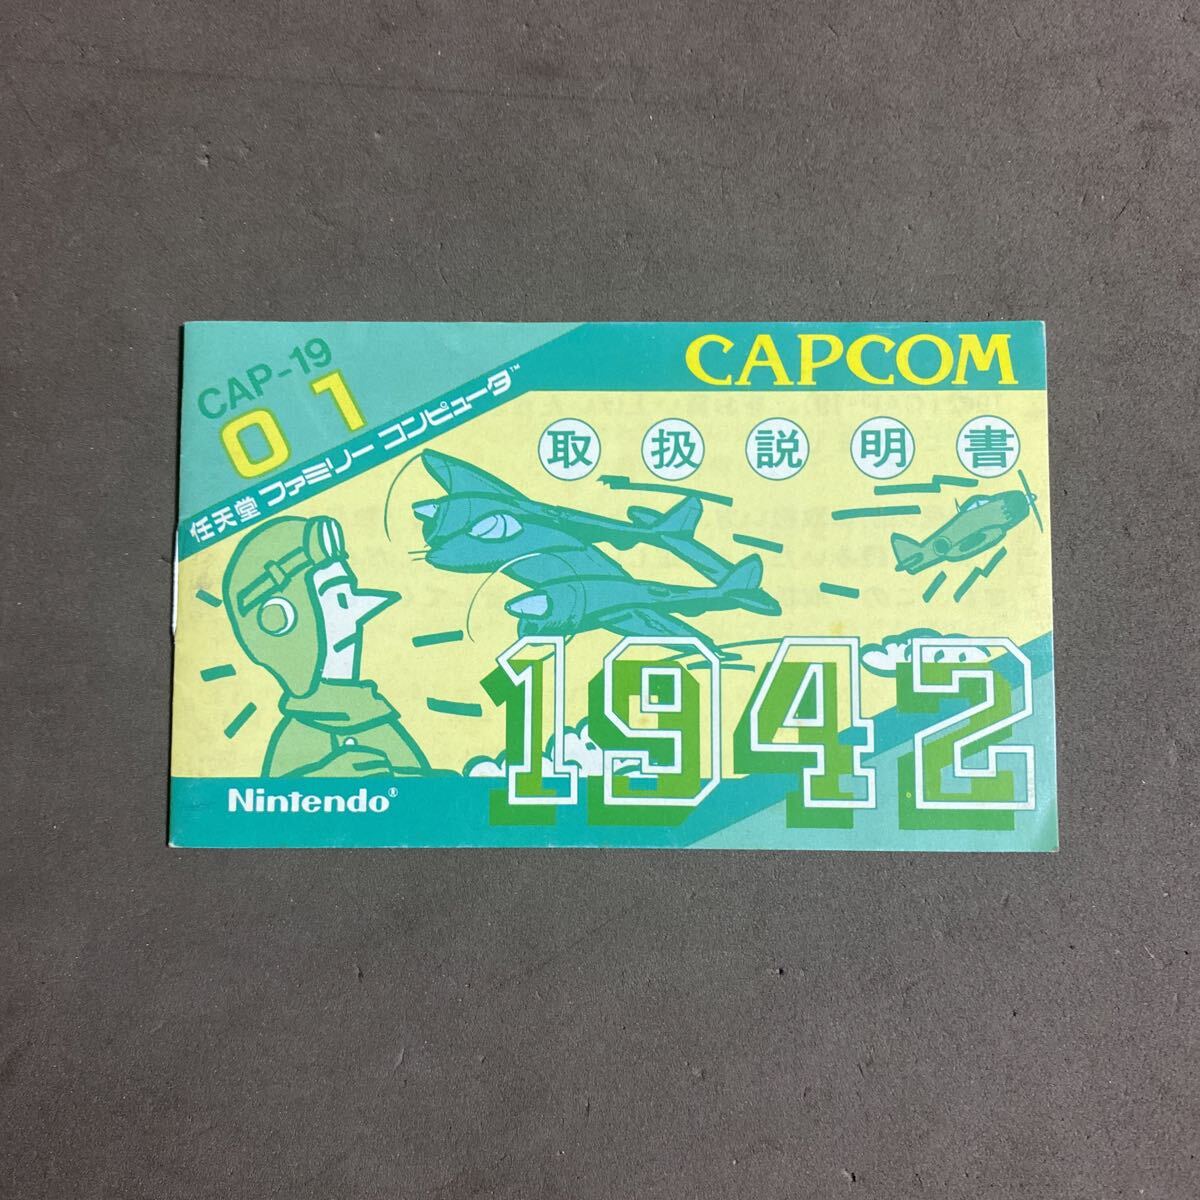 CAP-19
01
任天堂 ファミリー コンピュータ™
CAPCOM
取扱説明書
1942
Nintendo®